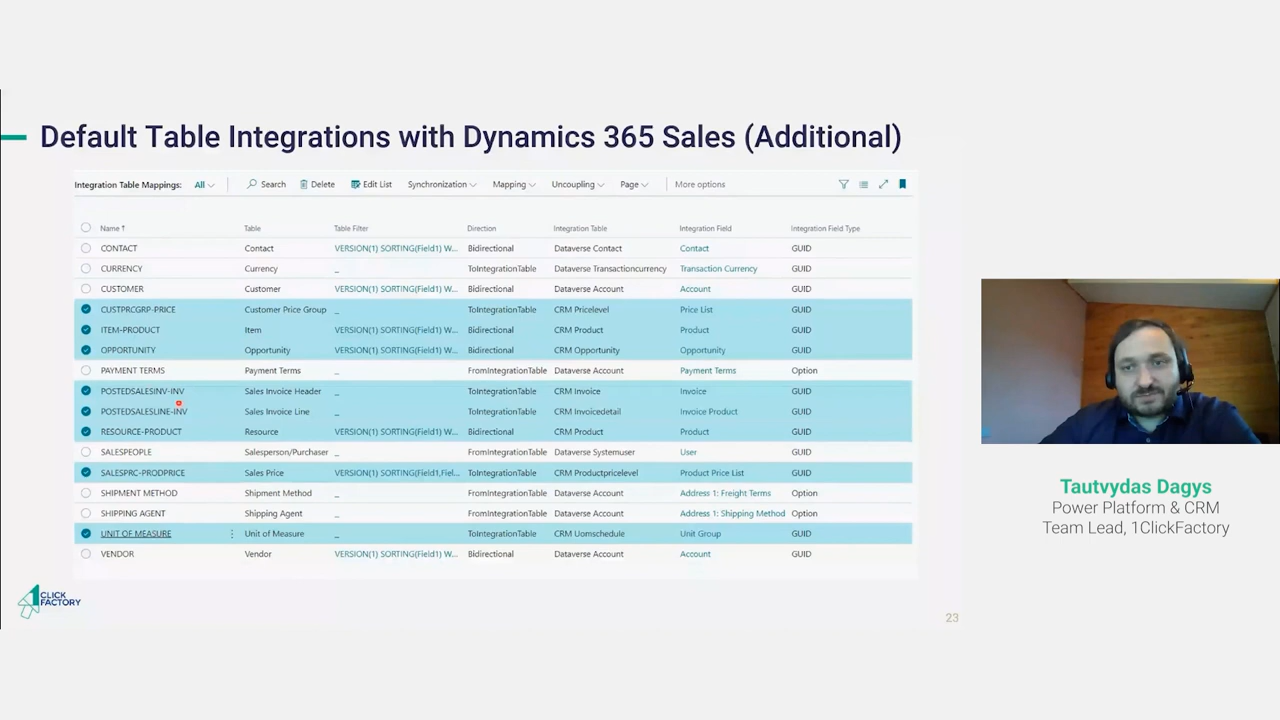 Default Table Integrations with Dynamics 365 Sales (Additional)
Integration Table Mappings: All Search Delete Edit List Synchronization Mapping Uncoupling Page More options
Name ↑ Table Table Filter Direction Integration Table Integration Field Integration Field Type
CONTACT Contact VERSION(1) SORTING(Field1) W... Bidirectional Dataverse Contact Contact GUID
CURRENCY Currency _ ToIntegrationTable Dataverse Transactioncurrency Transaction Currency GUID
CUSTOMER Customer VERSION(1) SORTING(Field1) W... Bidirectional Dataverse Account Account GUID
CUSTPRCGRP-PRICE Customer Price Group _ ToIntegrationTable CRM Pricelevel Price List GUID
ITEM-PRODUCT Item VERSION(1) SORTING(Field1) W... Bidirectional CRM Product Product GUID
OPPORTUNITY Opportunity VERSION(1) SORTING(Field1) W... Bidirectional CRM Opportunity Opportunity GUID
PAYMENT TERMS Payment Terms _ FromIntegrationTable Dataverse Account Payment Terms Option
POSTEDSALESINV-INV Sales Invoice Header _ ToIntegrationTable CRM Invoice Invoice GUID
POSTEDSALESLINE-INV Sales Invoice Line _ ToIntegrationTable CRM Invoicedetail Invoice Product GUID
RESOURCE-PRODUCT Resource VERSION(1) SORTING(Field1) W... Bidirectional CRM Product Product GUID
SALESPEOPLE Salesperson/Purchaser _ FromIntegrationTable Dataverse Systemuser User GUID
SALESPRC-PRODPRICE Sales Price VERSION(1) SORTING(Field1,Fiel... ToIntegrationTable CRM Productpricelevel Product Price List GUID
SHIPMENT METHOD Shipment Method _ FromIntegrationTable Dataverse Account Address 1: Freight Terms Option
SHIPPING AGENT Shipping Agent _ FromIntegrationTable Dataverse Account Address 1: Shipping Method Option
UNIT OF MEASURE Unit of Measure _ ToIntegrationTable CRM Uomschedule Unit Group GUID
VENDOR Vendor VERSION(1) SORTING(Field1) W... Bidirectional Dataverse Account Account GUID
1 CLICK
FACTORY
23
Tautvydas Dagys
Power Platform & CRM
Team Lead, 1ClickFactory